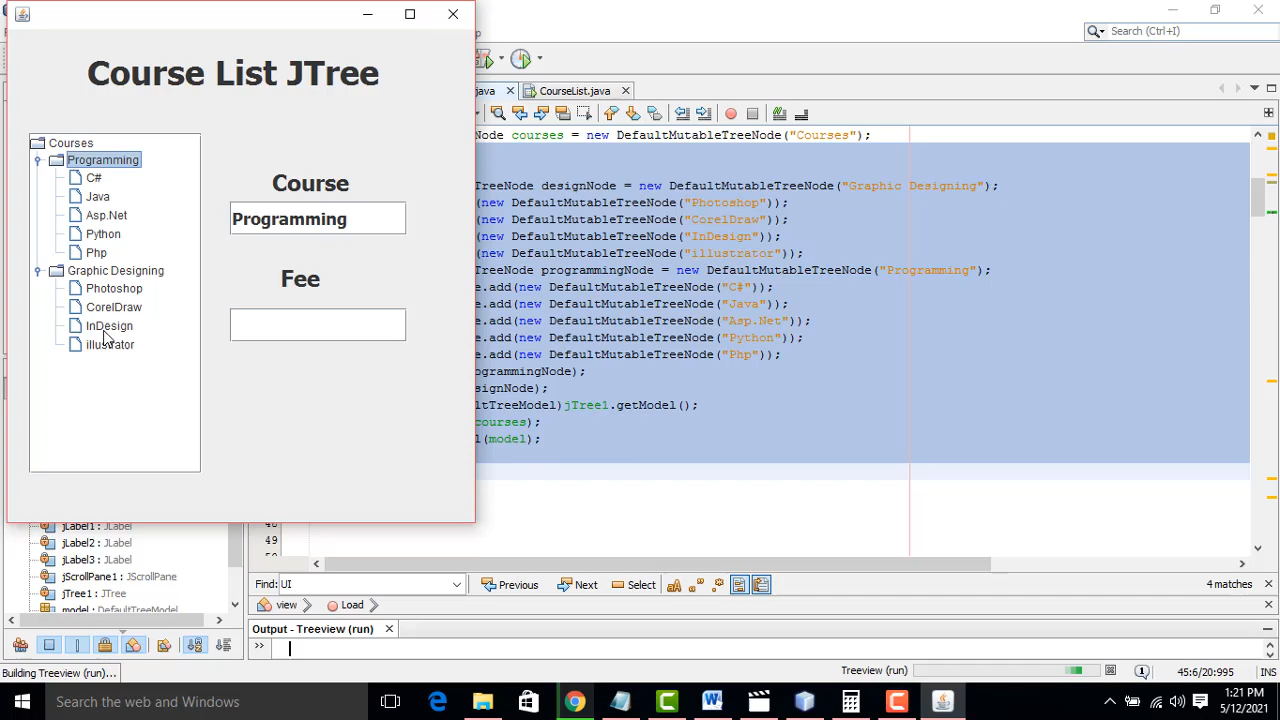 Search (Ctrl+I)
Course List JTree
.java
CourseList.java
Courses
Programming
C#
Java
Asp.Net
Python
Php
Graphic Designing
Photoshop
CorelDraw
InDesign
illustrator
Course
Programming
Fee
Node courses = new DefaultMutableTreeNode("Courses");
TreeNode designNode = new DefaultMutableTreeNode("Graphic Designing");
(new DefaultMutableTreeNode("Photoshop"));
(new DefaultMutableTreeNode("CorelDraw"));
(new DefaultMutableTreeNode("InDesign"));
(new DefaultMutableTreeNode("illustrator"));
TreeNode programmingNode = new DefaultMutableTreeNode("Programming");
e.add(new DefaultMutableTreeNode("C#"));
e.add(new DefaultMutableTreeNode("Java"));
e.add(new DefaultMutableTreeNode("Asp.Net"));
e.add(new DefaultMutableTreeNode("Python"));
e.add(new DefaultMutableTreeNode("Php"));
ogrammingNode);
signNode);
ltTreeModel)jTree1.getModel();
courses);
l(model);
48
49
jLabel1 : JLabel
jLabel2 : JLabel
jLabel3 : JLabel
jScrollPane1 : JScrollPane
jTree1 : JTree
model : DefaultTreeModel
Find: UI
Previous
Next
Select
4 matches
view
Load
Output - Treeview (run)
Building Treeview (run)...
Treeview (run)
45:6/20:995
INS
Search the web and Windows
1:21 PM
5/12/2021